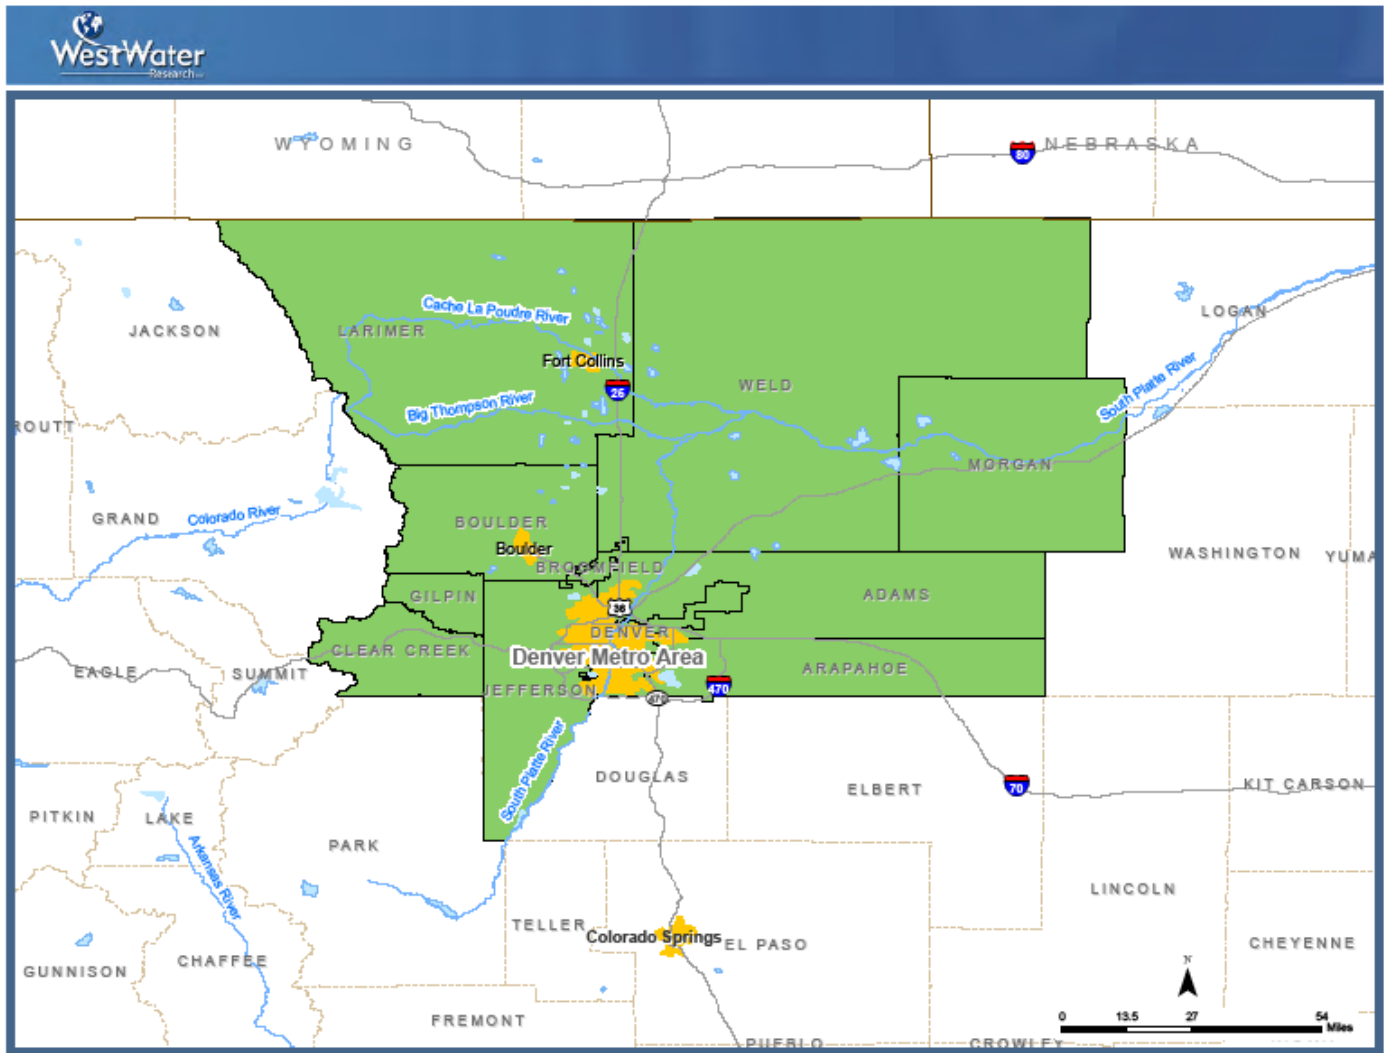 WestWater
Research LLC
WYOMING
NEBRASKA
80
Cache La Poudre River
LOGAN
JACKSON
LARIMER
Fort Collins
WELD
25
South Platte River
Big Thompson River
ROUTT
MORGAN
GRAND
Colorado River
BOULDER
Boulder
WASHINGTON
YUMA
BROOMFIELD
GILPIN
ADAMS
36
DENVER
CLEAR CREEK
Denver Metro Area
ARAPAHOE
EAGLE
SUMMIT
JEFFERSON
470
470
South Platte River
DOUGLAS
ELBERT
70
KIT CARSON
PITKIN
LAKE
PARK
Arkansas River
LINCOLN
TELLER
Colorado Springs
EL PASO
CHEYENNE
GUNNISON
CHAFFEE
N
FREMONT
0 13.5 27 54
Miles
PUEBLO
CROWLEY